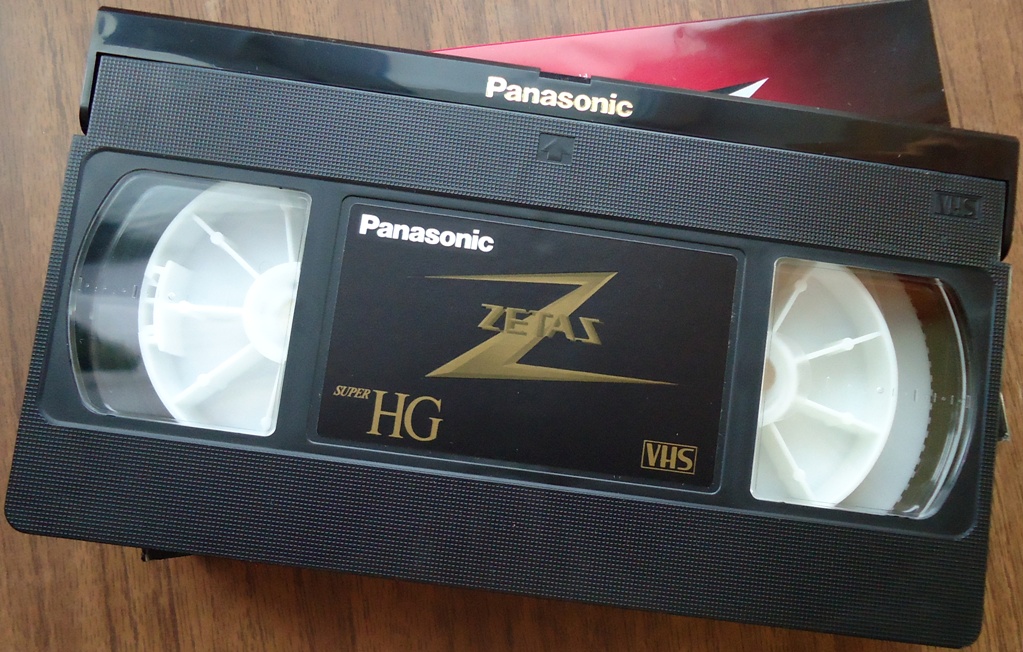 Panasonic
VHS
Panasonic
ZETAS
SUPER HG
VHS